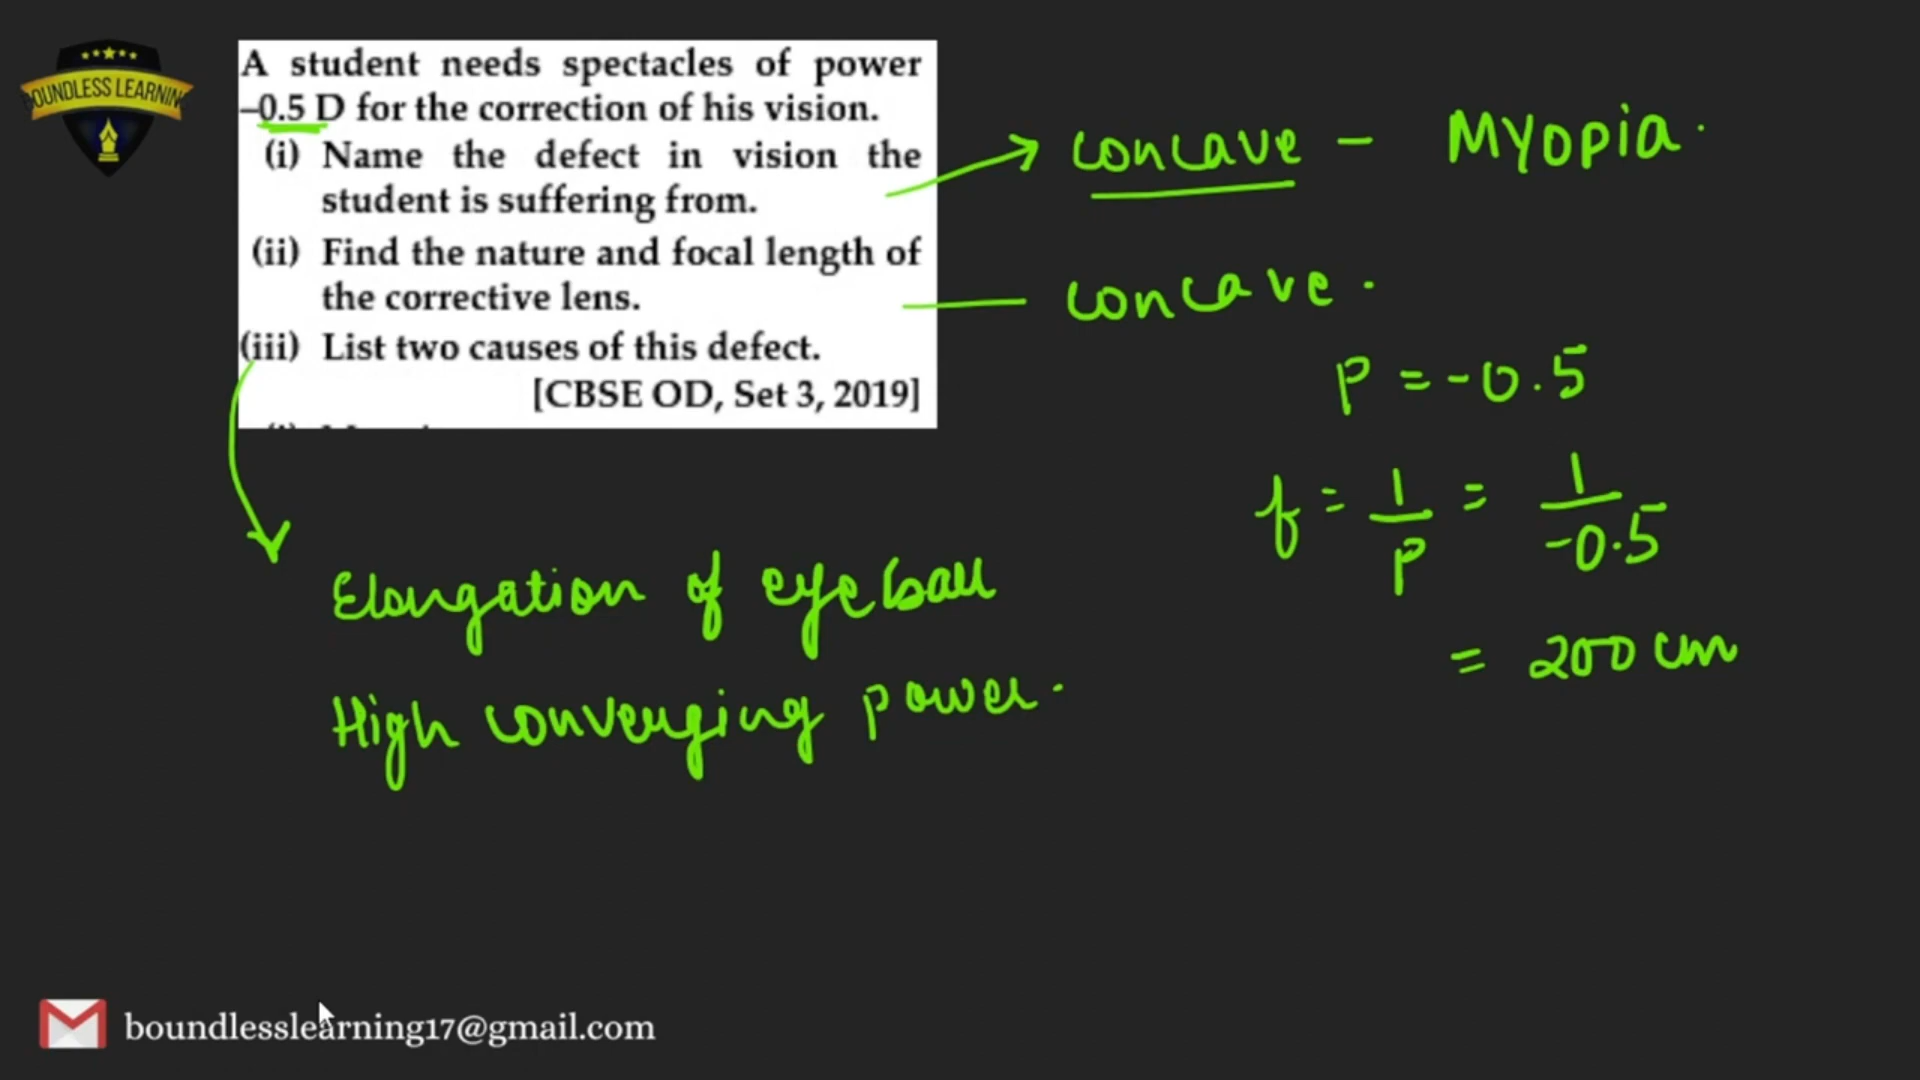 OUNDLESS LEARNIN
A student needs spectacles of power
–0.5 D for the correction of his vision.
(i) Name the defect in vision the
student is suffering from.
(ii) Find the nature and focal length of
the corrective lens.
(iii) List two causes of this defect.
[CBSE OD, Set 3, 2019]
concave - Myopia.
concave.
P = -0.5
f = 1/P = 1/-0.5
= 200 cm
Elongation of eyeball
High converging power.
boundlesslearning17@gmail.com